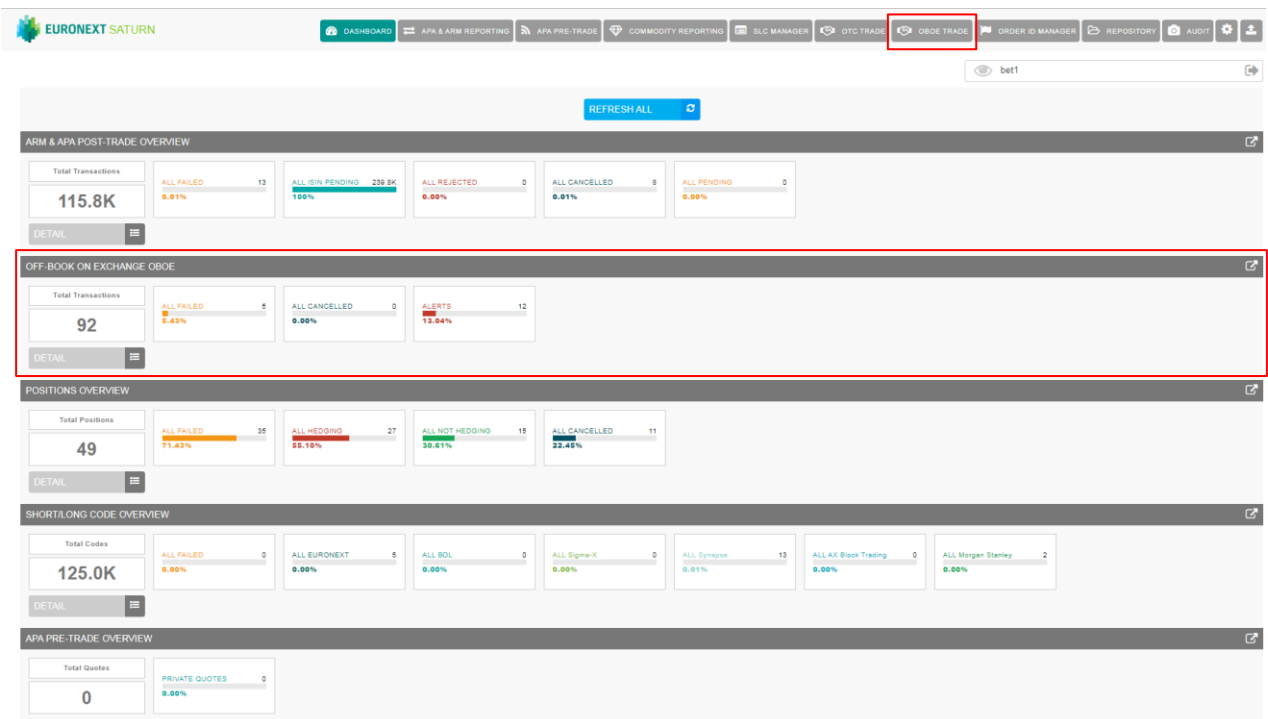 EURONEXT SATURN
DASHBOARD APA & ARM REPORTING APA PRE-TRADE COMMODITY REPORTING SLC MANAGER OTC TRADE OBOE TRADE ORDER ID MANAGER REPOSITORY AUDIT
bet1
REFRESH ALL
ARM & APA POST-TRADE OVERVIEW
Total Transactions
115.8K
DETAIL
ALL FAILED 13
0.01%
ALL ISIN PENDING 239.8K
100%
ALL REJECTED 0
0.00%
ALL CANCELLED 6
0.01%
ALL PENDING 0
0.00%
OFF-BOOK ON EXCHANGE OBOE
Total Transactions
92
DETAIL
ALL FAILED 5
5.43%
ALL CANCELLED 0
0.00%
ALERTS 12
13.04%
POSITIONS OVERVIEW
Total Positions
49
DETAIL
ALL FAILED 35
71.43%
ALL HEDGING 27
55.10%
ALL NOT HEDGING 15
30.61%
ALL CANCELLED 11
22.45%
SHORT/LONG CODE OVERVIEW
Total Codes
125.0K
DETAIL
ALL FAILED 0
0.00%
ALL EURONEXT 5
0.00%
ALL BOL 0
0.00%
ALL Sigma-X 0
0.00%
ALL Synapse 13
0.01%
ALL AX Block Trading 0
0.00%
ALL Morgan Stanley 2
0.00%
APA PRE-TRADE OVERVIEW
Total Quotes
0
PRIVATE QUOTES 0
0.00%